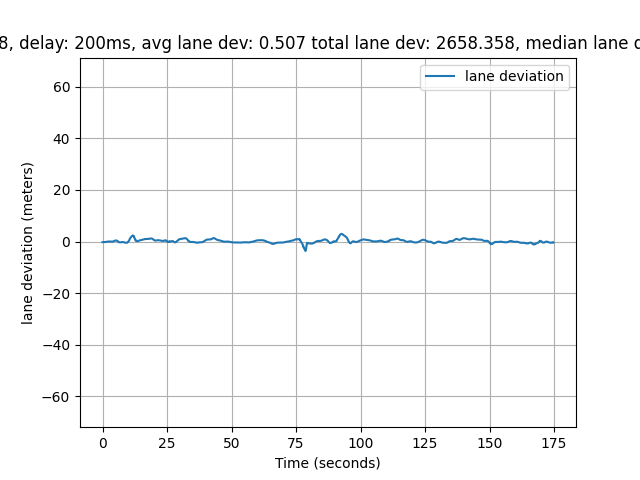 8, delay: 200ms, avg lane dev: 0.507 total lane dev: 2658.358, median lane d
lane deviation
60
40
20
0
−20
−40
−60
lane deviation (meters)
0 25 50 75 100 125 150 175
Time (seconds)